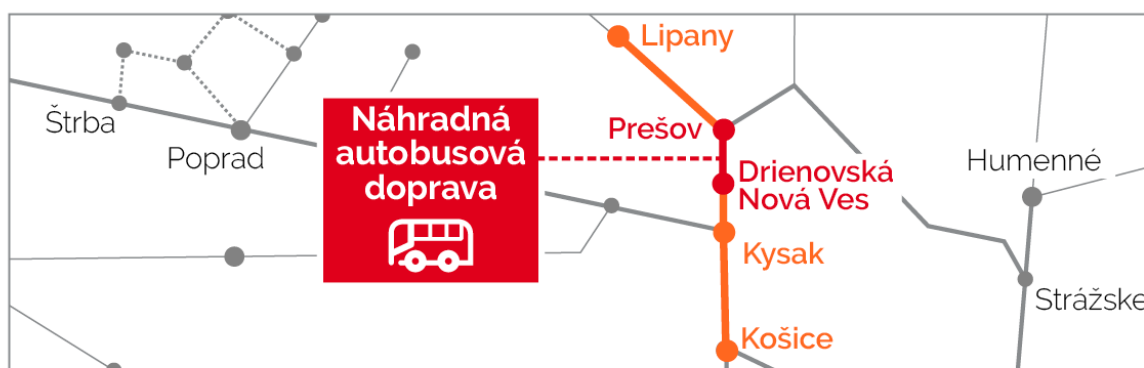 Lipany
Štrba
Poprad
Náhradná
autobusová
doprava
Prešov
Drienovská
Nová Ves
Humenné
Kysak
Strážske
Košice